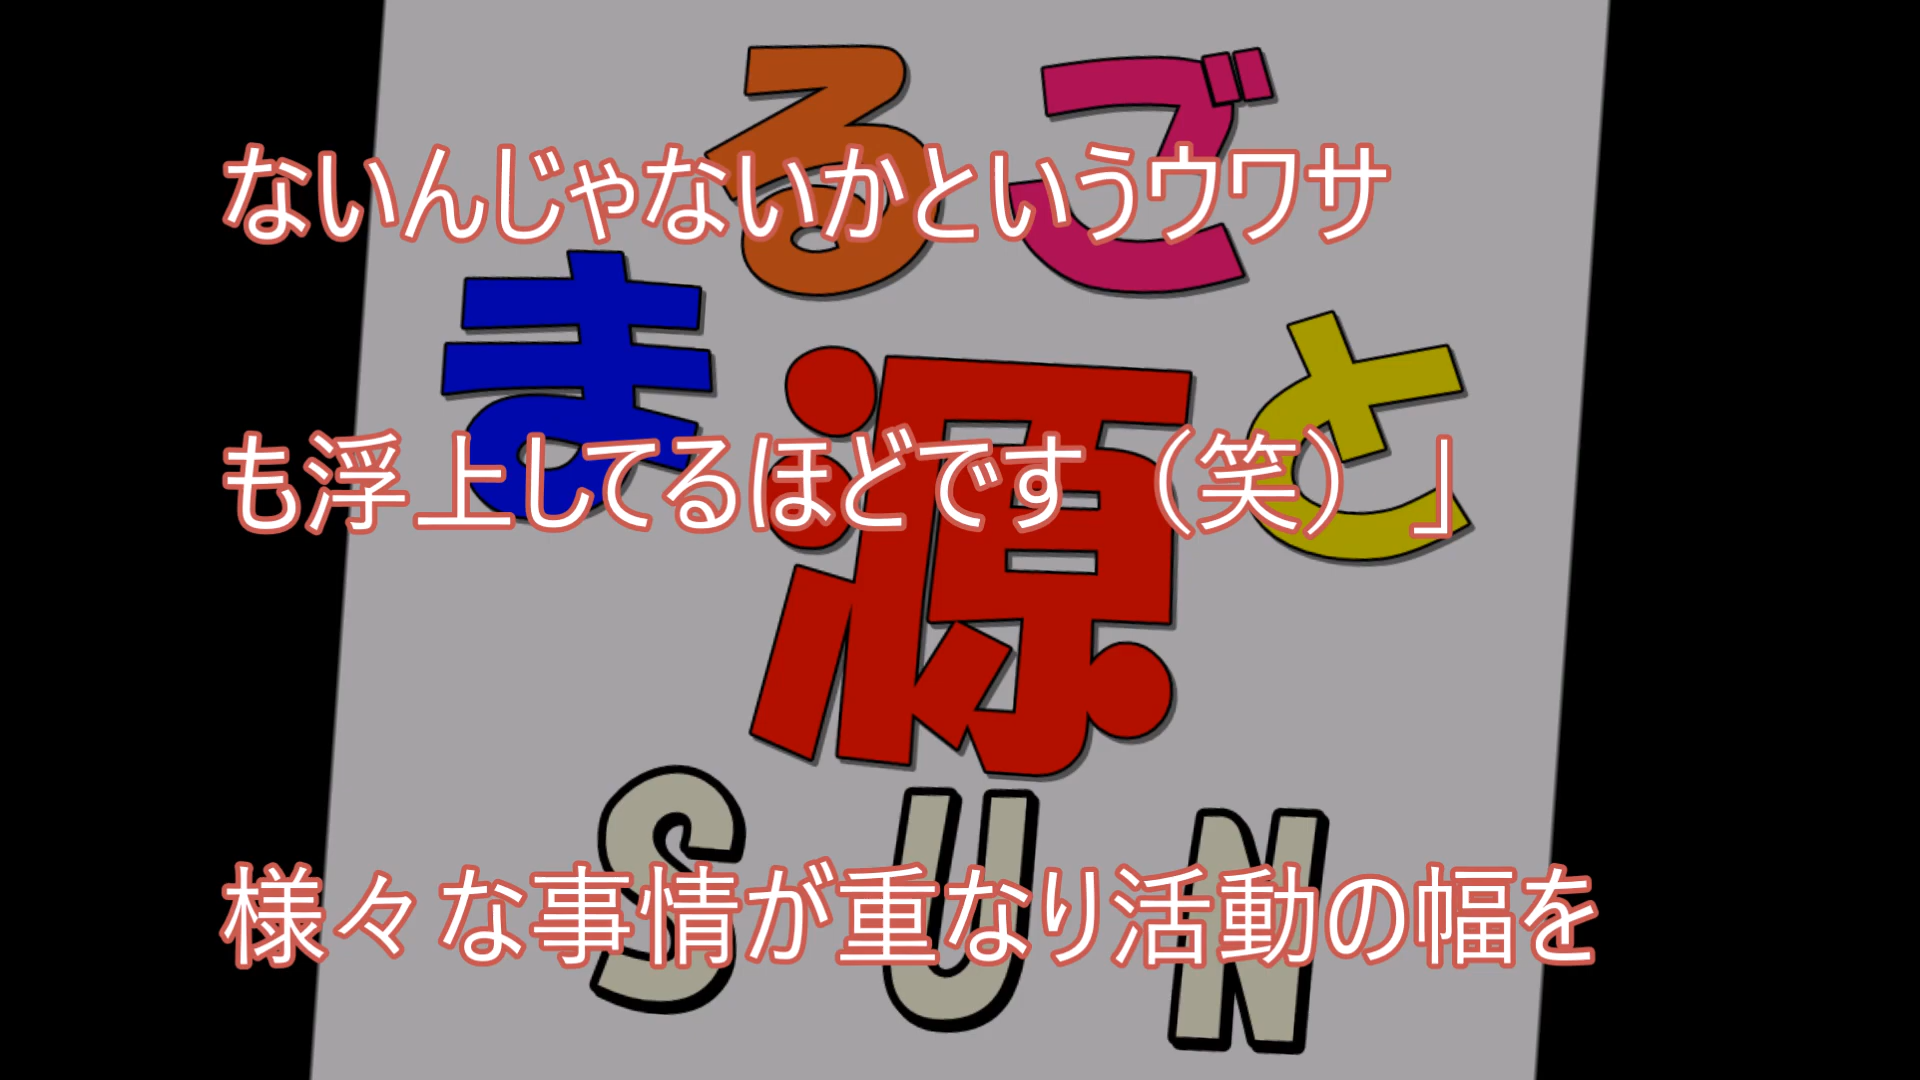 まるごと
源
SUN
ないんじゃないかというウワサ
も浮上してるほどです（笑）」
様々な事情が重なり活動の幅を